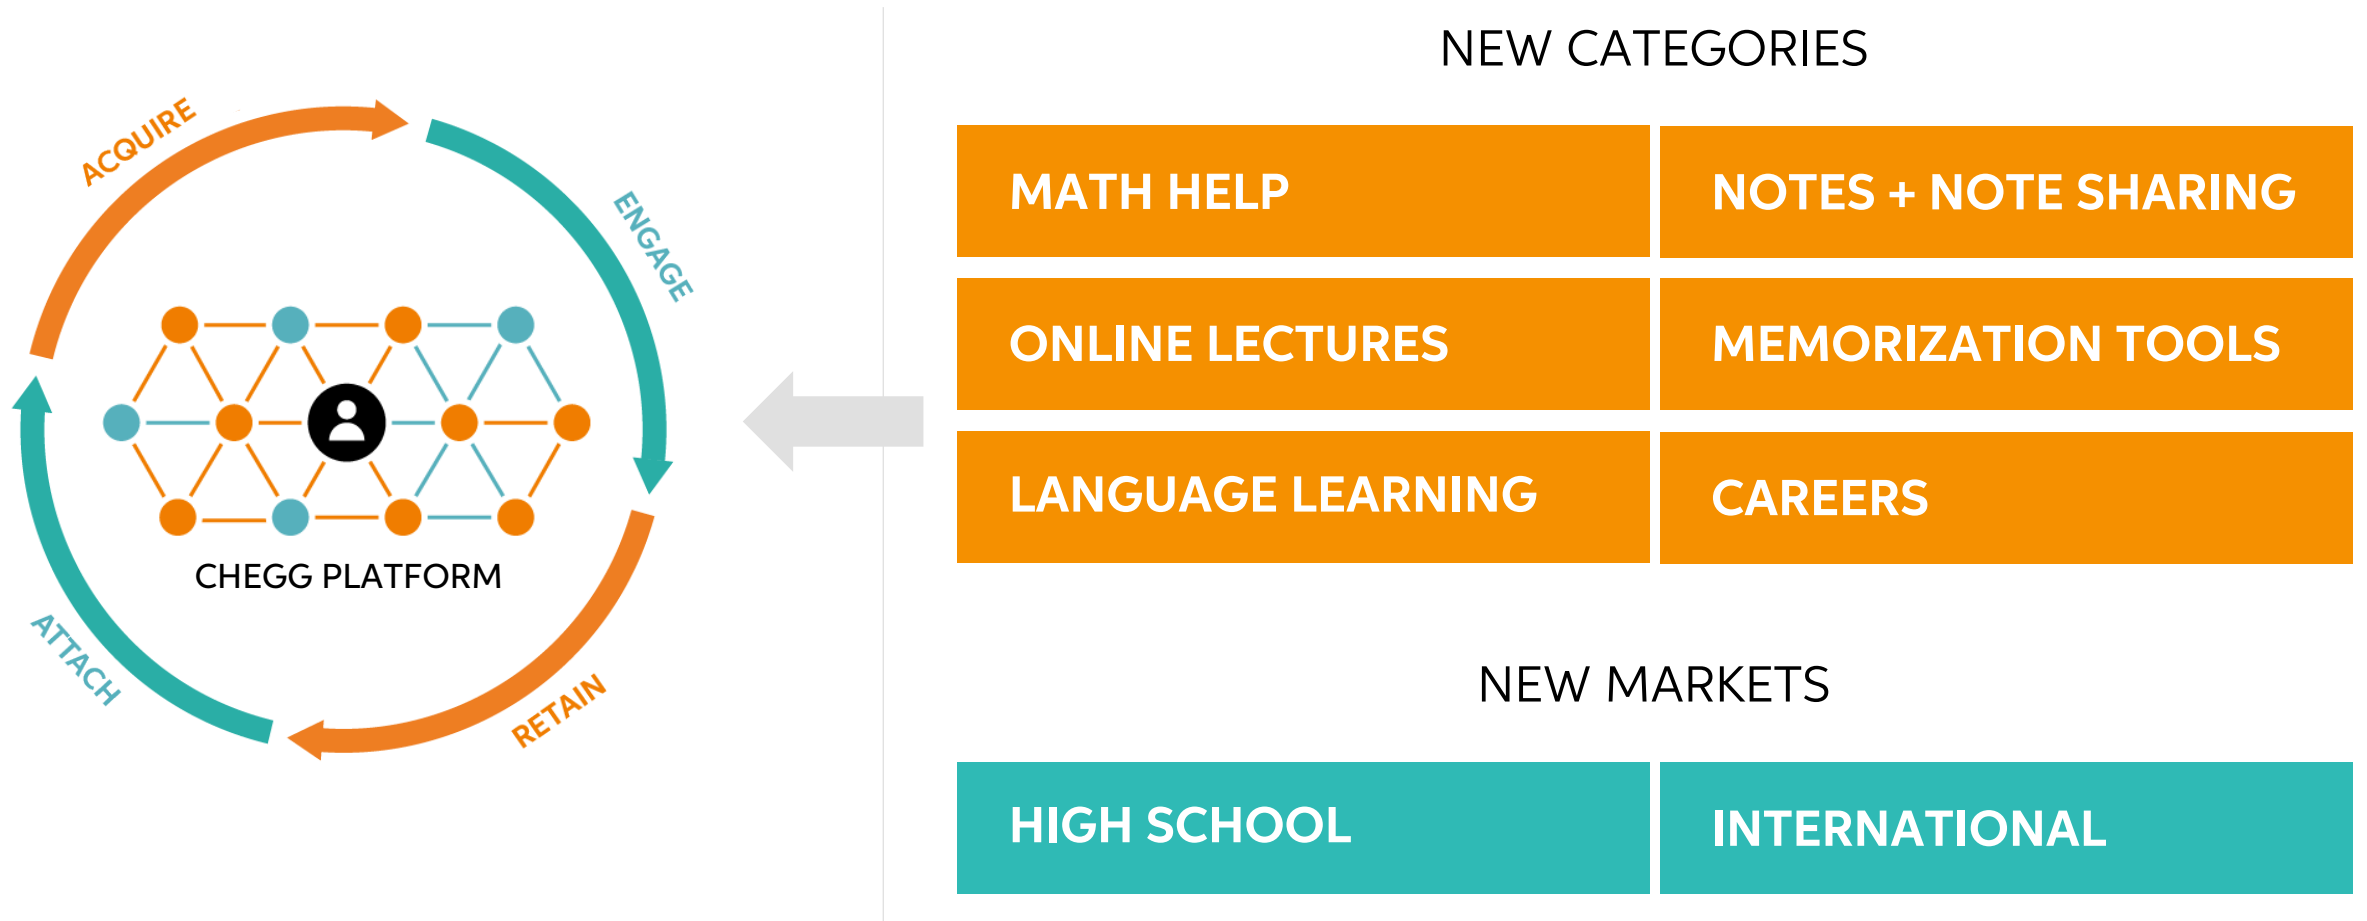 ACQUIRE
ENGAGE
CHEGG PLATFORM
ATTACH
RETAIN
NEW CATEGORIES
MATH HELP
NOTES + NOTE SHARING
ONLINE LECTURES
MEMORIZATION TOOLS
LANGUAGE LEARNING
CAREERS
NEW MARKETS
HIGH SCHOOL
INTERNATIONAL